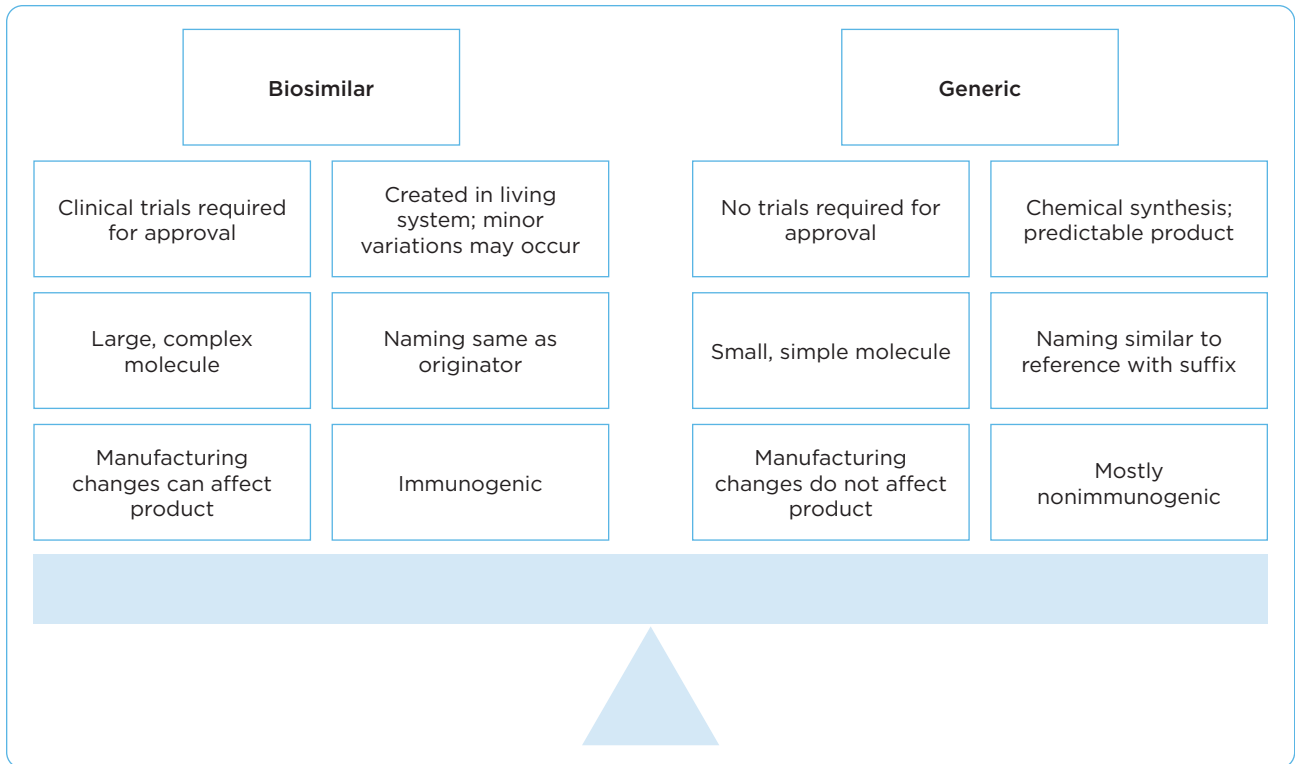 Biosimilar
Generic
Clinical trials required
for approval
Created in living
system; minor
variations may occur
No trials required for
approval
Chemical synthesis;
predictable product
Large, complex
molecule
Naming same as
originator
Small, simple molecule
Naming similar to
reference with suffix
Manufacturing
changes can affect
product
Immunogenic
Manufacturing
changes do not affect
product
Mostly
nonimmunogenic